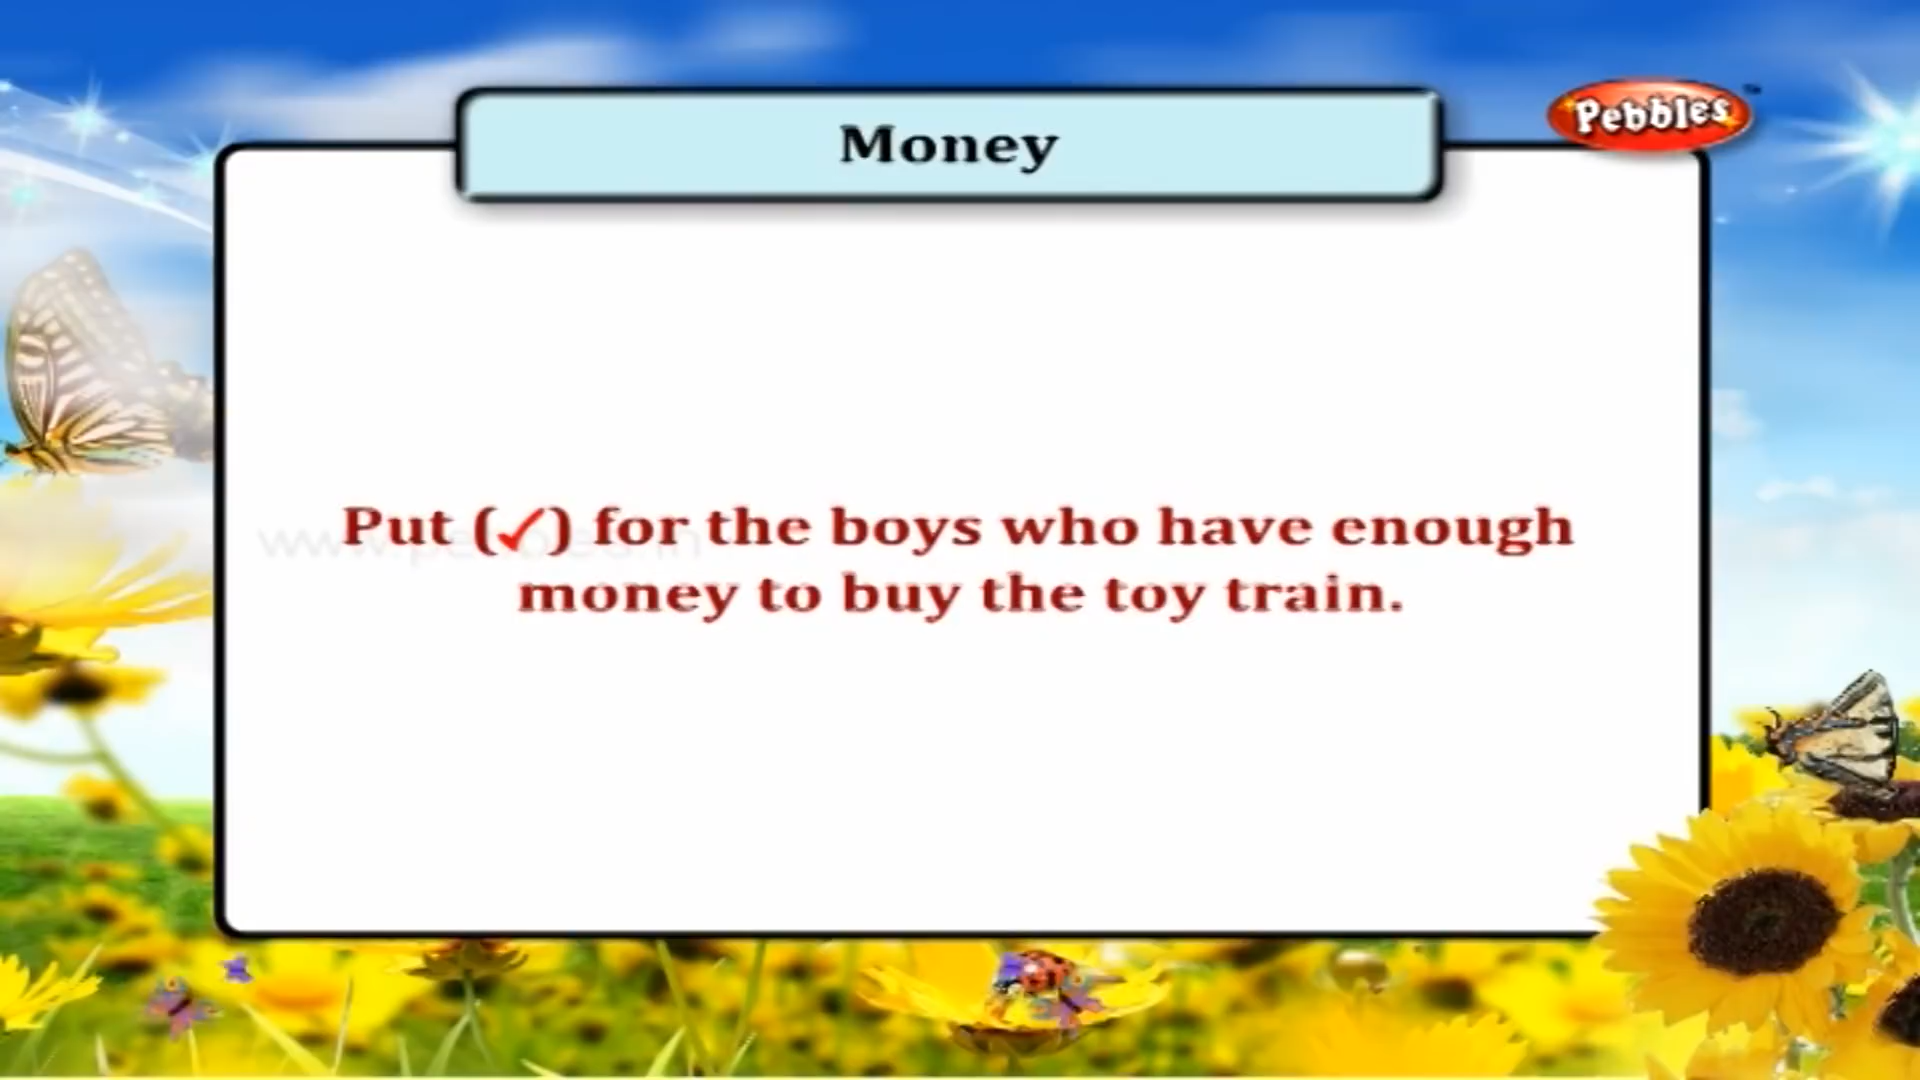 Money
Pebbles
Put (✓) for the boys who have enough
money to buy the toy train.